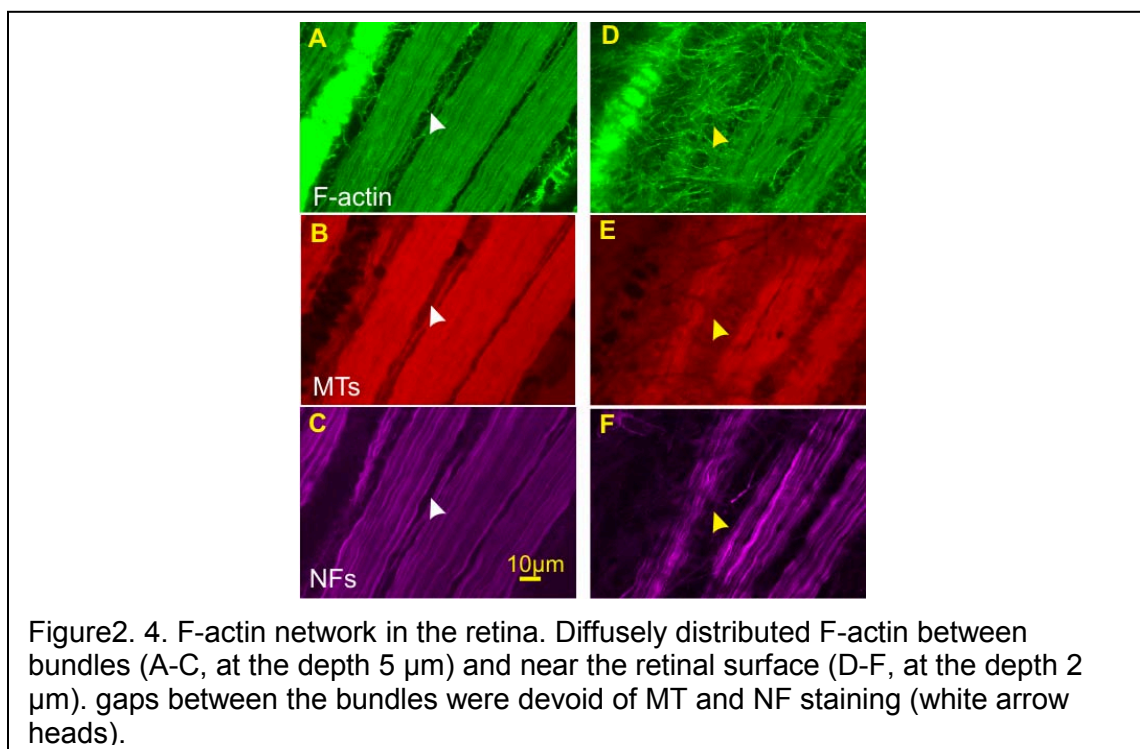 A
D
F-actin
B
E
MTs
C
F
NFs
10µm
Figure2. 4. F-actin network in the retina. Diffusely distributed F-actin between
bundles (A-C, at the depth 5 µm) and near the retinal surface (D-F, at the depth 2
µm). gaps between the bundles were devoid of MT and NF staining (white arrow
heads).